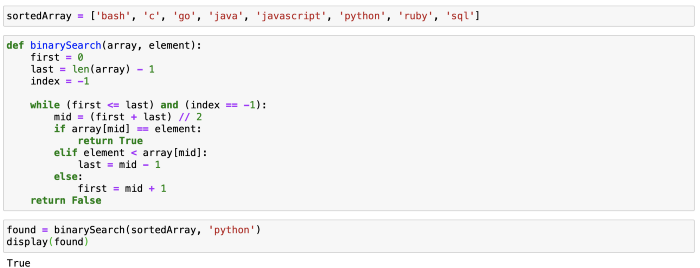 sortedArray = ['bash', 'c', 'go', 'java', 'javascript', 'python', 'ruby', 'sql']
def binarySearch(array, element):
    first = 0
    last = len(array) - 1
    index = -1
    while (first <= last) and (index == -1):
        mid = (first + last) // 2
        if array[mid] == element:
            return True
        elif element < array[mid]:
            last = mid - 1
        else:
            first = mid + 1
    return False
found = binarySearch(sortedArray, 'python')
display(found)
True